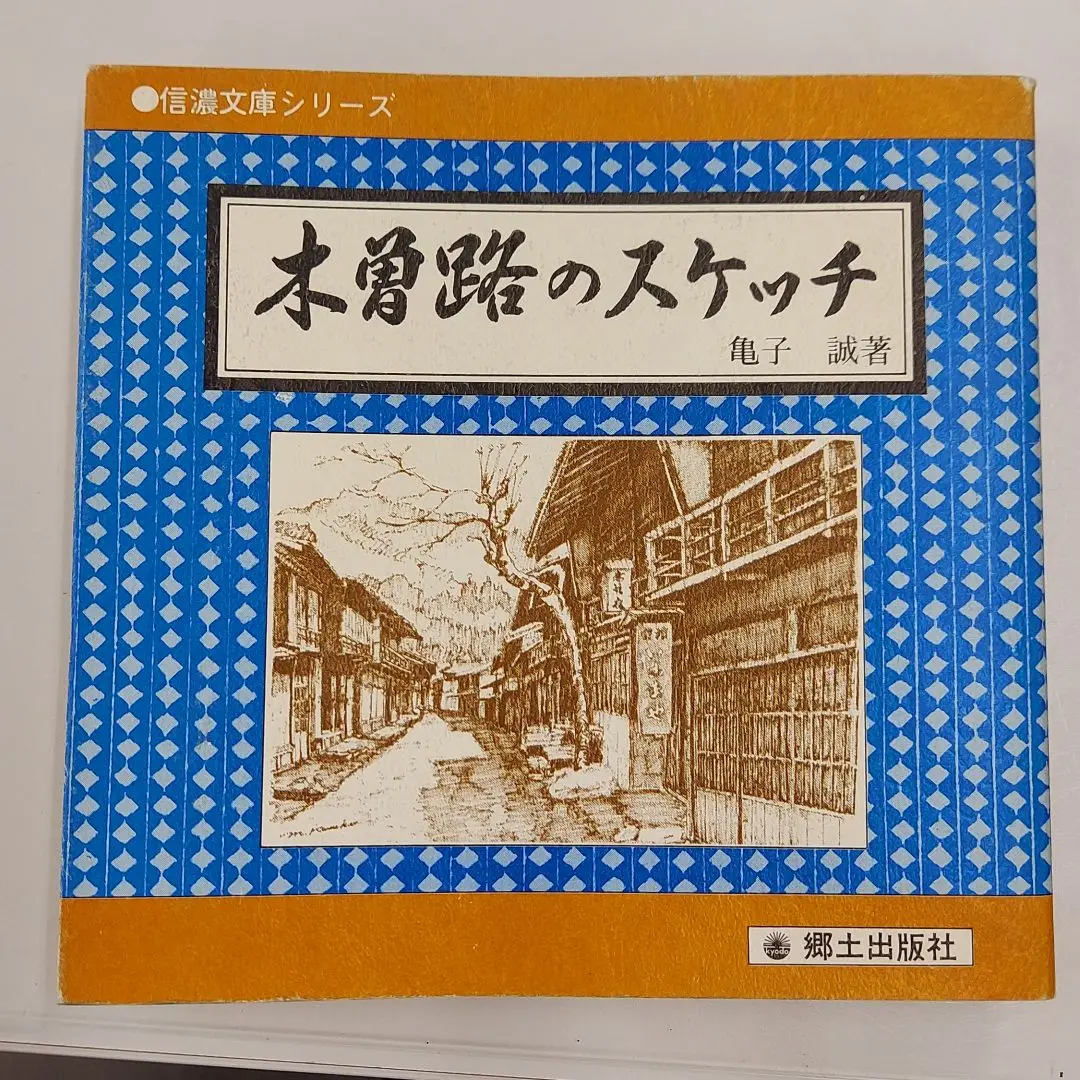 ●信濃文庫シリーズ
木曽路のスケッチ
亀子 誠著
kyodo
郷土出版社